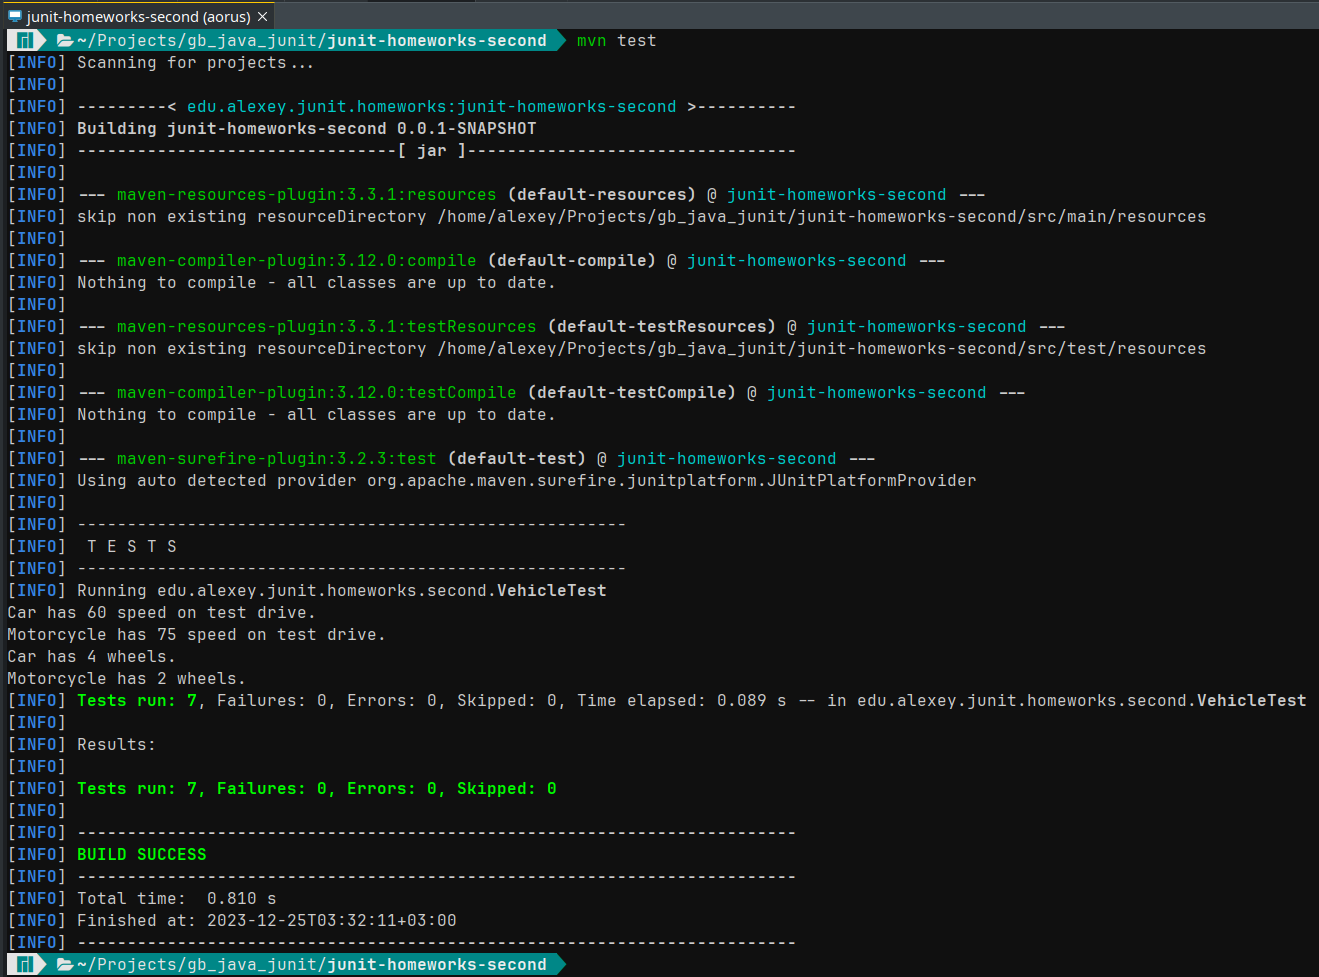 junit-homeworks-second (aorus)
~/Projects/gb_java_junit/junit-homeworks-second mvn test
[INFO] Scanning for projects...
[INFO]
[INFO] ---------< edu.alexey.junit.homeworks:junit-homeworks-second >----------
[INFO] Building junit-homeworks-second 0.0.1-SNAPSHOT
[INFO] --------------------------------[ jar ]---------------------------------
[INFO]
[INFO] --- maven-resources-plugin:3.3.1:resources (default-resources) @ junit-homeworks-second ---
[INFO] skip non existing resourceDirectory /home/alexey/Projects/gb_java_junit/junit-homeworks-second/src/main/resources
[INFO]
[INFO] --- maven-compiler-plugin:3.12.0:compile (default-compile) @ junit-homeworks-second ---
[INFO] Nothing to compile - all classes are up to date.
[INFO]
[INFO] --- maven-resources-plugin:3.3.1:testResources (default-testResources) @ junit-homeworks-second ---
[INFO] skip non existing resourceDirectory /home/alexey/Projects/gb_java_junit/junit-homeworks-second/src/test/resources
[INFO]
[INFO] --- maven-compiler-plugin:3.12.0:testCompile (default-testCompile) @ junit-homeworks-second ---
[INFO] Nothing to compile - all classes are up to date.
[INFO]
[INFO] --- maven-surefire-plugin:3.2.3:test (default-test) @ junit-homeworks-second ---
[INFO] Using auto detected provider org.apache.maven.surefire.junitplatform.JUnitPlatformProvider
[INFO]
[INFO] -------------------------------------------------------
[INFO]  T E S T S
[INFO] -------------------------------------------------------
[INFO] Running edu.alexey.junit.homeworks.second.VehicleTest
Car has 60 speed on test drive.
Motorcycle has 75 speed on test drive.
Car has 4 wheels.
Motorcycle has 2 wheels.
[INFO] Tests run: 7, Failures: 0, Errors: 0, Skipped: 0, Time elapsed: 0.089 s -- in edu.alexey.junit.homeworks.second.VehicleTest
[INFO]
[INFO] Results:
[INFO]
[INFO] Tests run: 7, Failures: 0, Errors: 0, Skipped: 0
[INFO]
[INFO] ------------------------------------------------------------------------
[INFO] BUILD SUCCESS
[INFO] ------------------------------------------------------------------------
[INFO] Total time:  0.810 s
[INFO] Finished at: 2023-12-25T03:32:11+03:00
[INFO] ------------------------------------------------------------------------
~/Projects/gb_java_junit/junit-homeworks-second